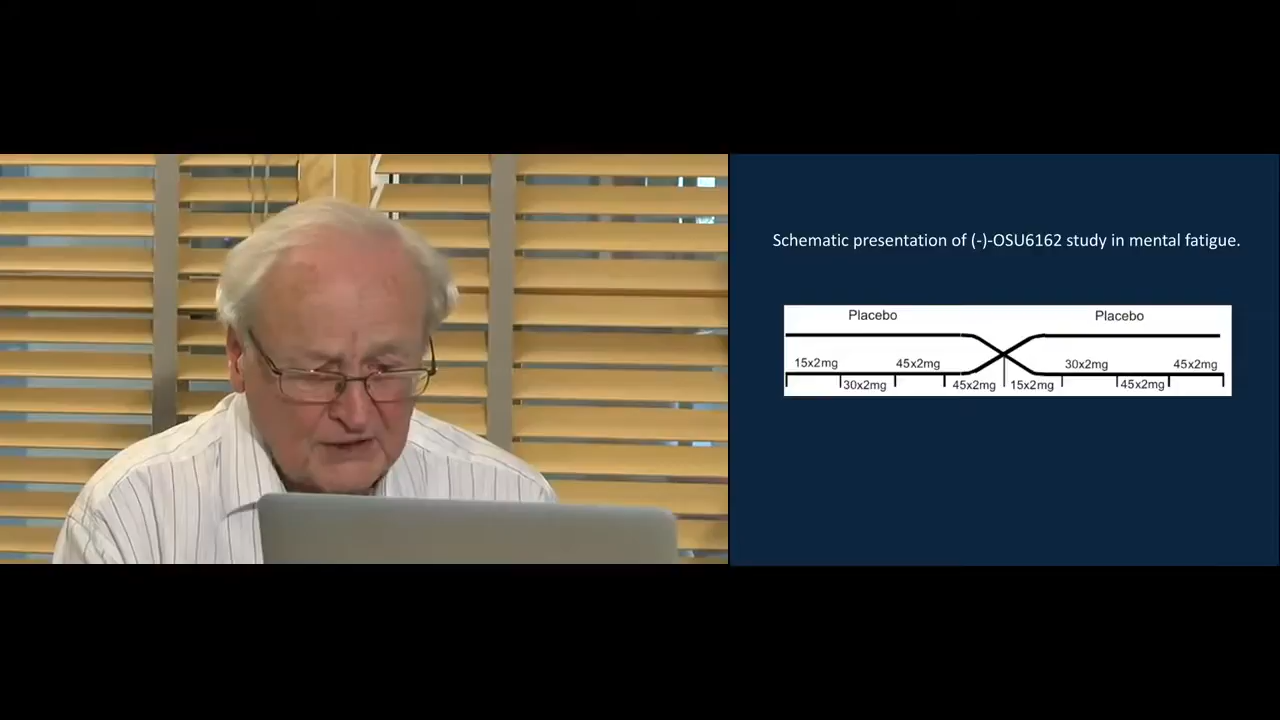 Schematic presentation of (-)-OSU6162 study in mental fatigue.
Placebo Placebo
15x2mg 45x2mg 30x2mg 45x2mg
30x2mg 45x2mg 15x2mg 45x2mg